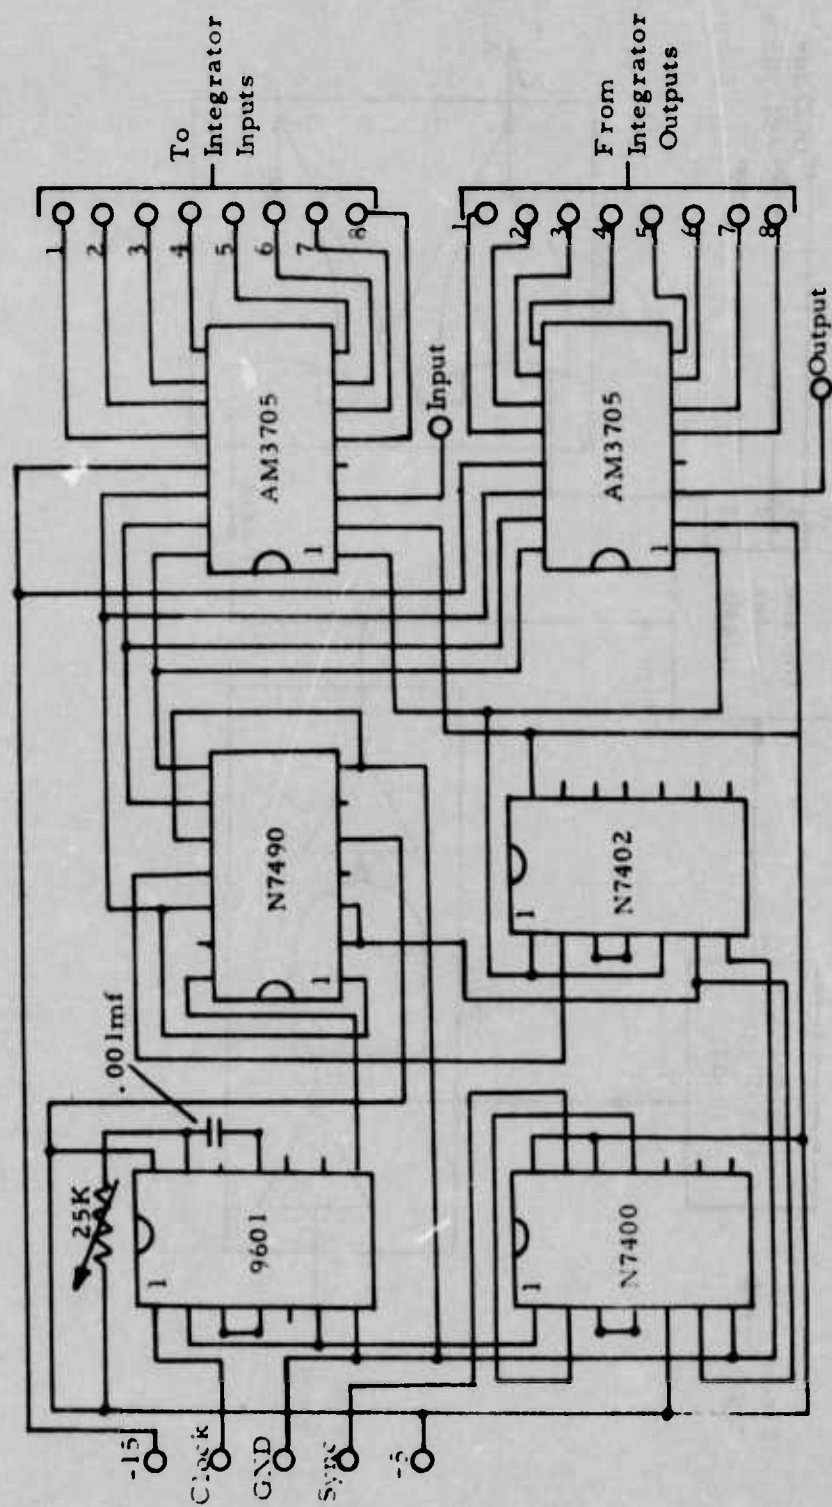 To
Integrator
Inputs
1
2
3
4
5
6
7
8
AM3705
1
Input
From
Integrator
Outputs
1
2
3
4
5
6
7
8
AM3705
1
Output
N7490
1
N7402
1
.001mf
25K
9601
1
N7400
1
-15
Clock
GND
Sync